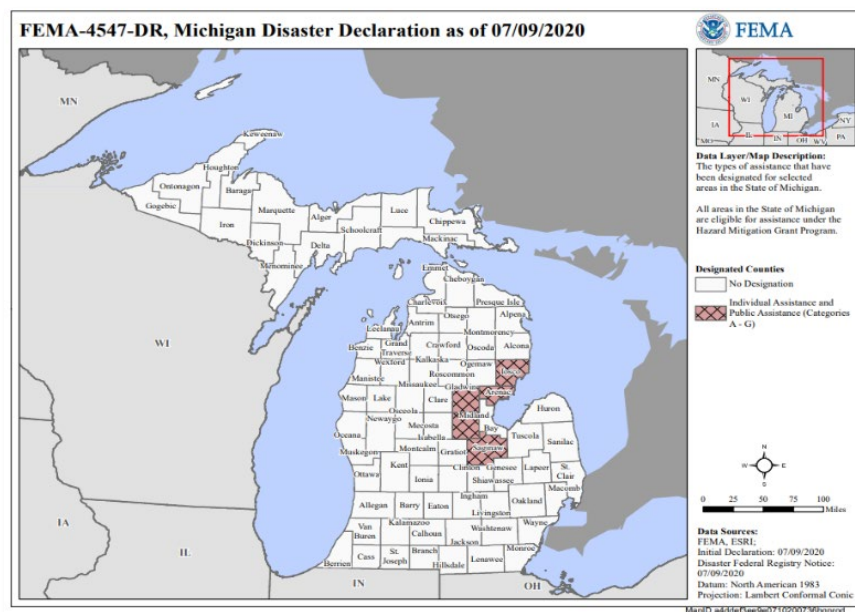 FEMA-4547-DR, Michigan Disaster Declaration as of 07/09/2020
FEMA
MN
WI
IA
IL
IN
OH
Keweenaw
Houghton
Ontonagon
Baraga
Gogebic
Marquette
Iron
Alger
Luce
Chippewa
Schoolcraft
Mackinac
Dickinson
Delta
Menominee
Emmet
Cheboygan
Presque Isle
Charlevoix
Otsego
Alpena
Antrim
Montmorency
Leelanau
Benzie
Grand
Traverse
Crawford
Oscoda
Alcona
Wexford
Kalkaska
Ogemaw
Iosco
Manistee
Missaukee
Roscommon
Gladwin
Arenac
Mason
Lake
Osceola
Clare
Midland
Huron
Newaygo
Mecosta
Isabella
Bay
Oceana
Muskegon
Montcalm
Gratiot
Saginaw
Tuscola
Sanilac
Ottawa
Kent
Ionia
Clinton
Genesee
Shiawassee
Lapeer
St.
Clair
Macomb
Allegan
Barry
Eaton
Ingham
Livingston
Oakland
Van
Buren
Kalamazoo
Calhoun
Jackson
Washtenaw
Wayne
Berrien
Cass
St.
Joseph
Branch
Hillsdale
Lenawee
Monroe
MN
WI
MI
IA
IL
IN
OH
NY
PA
MO
WV
Data Layer/Map Description:
The types of assistance that have
been designated for selected
areas in the State of Michigan.
All areas in the State of Michigan
are eligible for assistance under the
Hazard Mitigation Grant Program.
Designated Counties
No Designation
Individual Assistance and
Public Assistance (Categories
A - G)
N
W
E
S
0 25 50 100
Miles
Data Sources:
FEMA, ESRI;
Initial Declaration: 07/09/2020
Disaster Federal Registry Notice:
07/09/2020
Datum: North American 1983
Projection: Lambert Conformal Conic